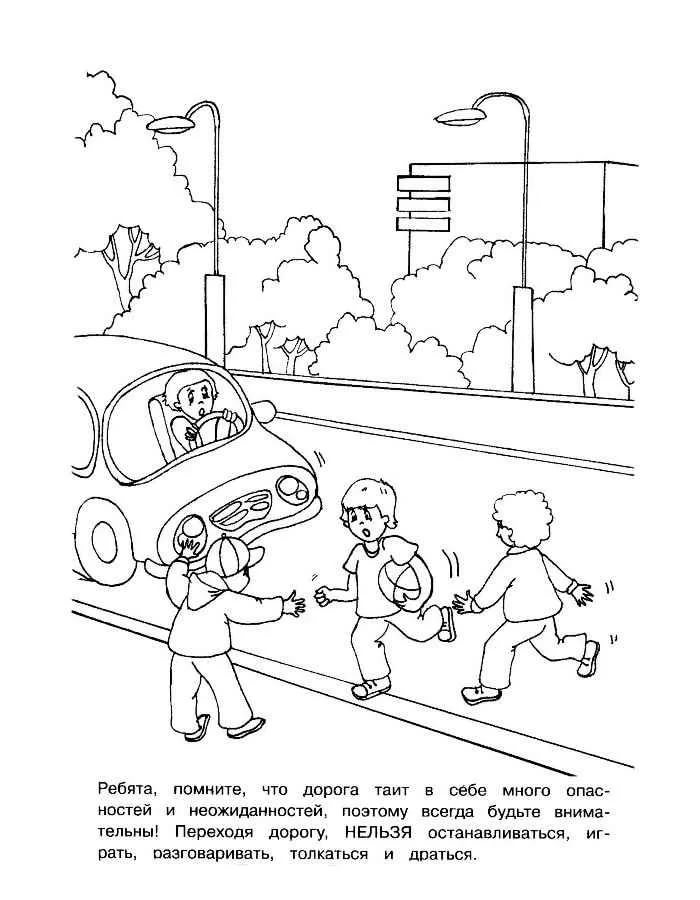 Ребята, помните, что дорога таит в себе много опас-
ностей и неожиданностей, поэтому всегда будьте внима-
тельны! Переходя дорогу, НЕЛЬЗЯ останавливаться, иг-
рать, разговаривать, толкаться и драться.